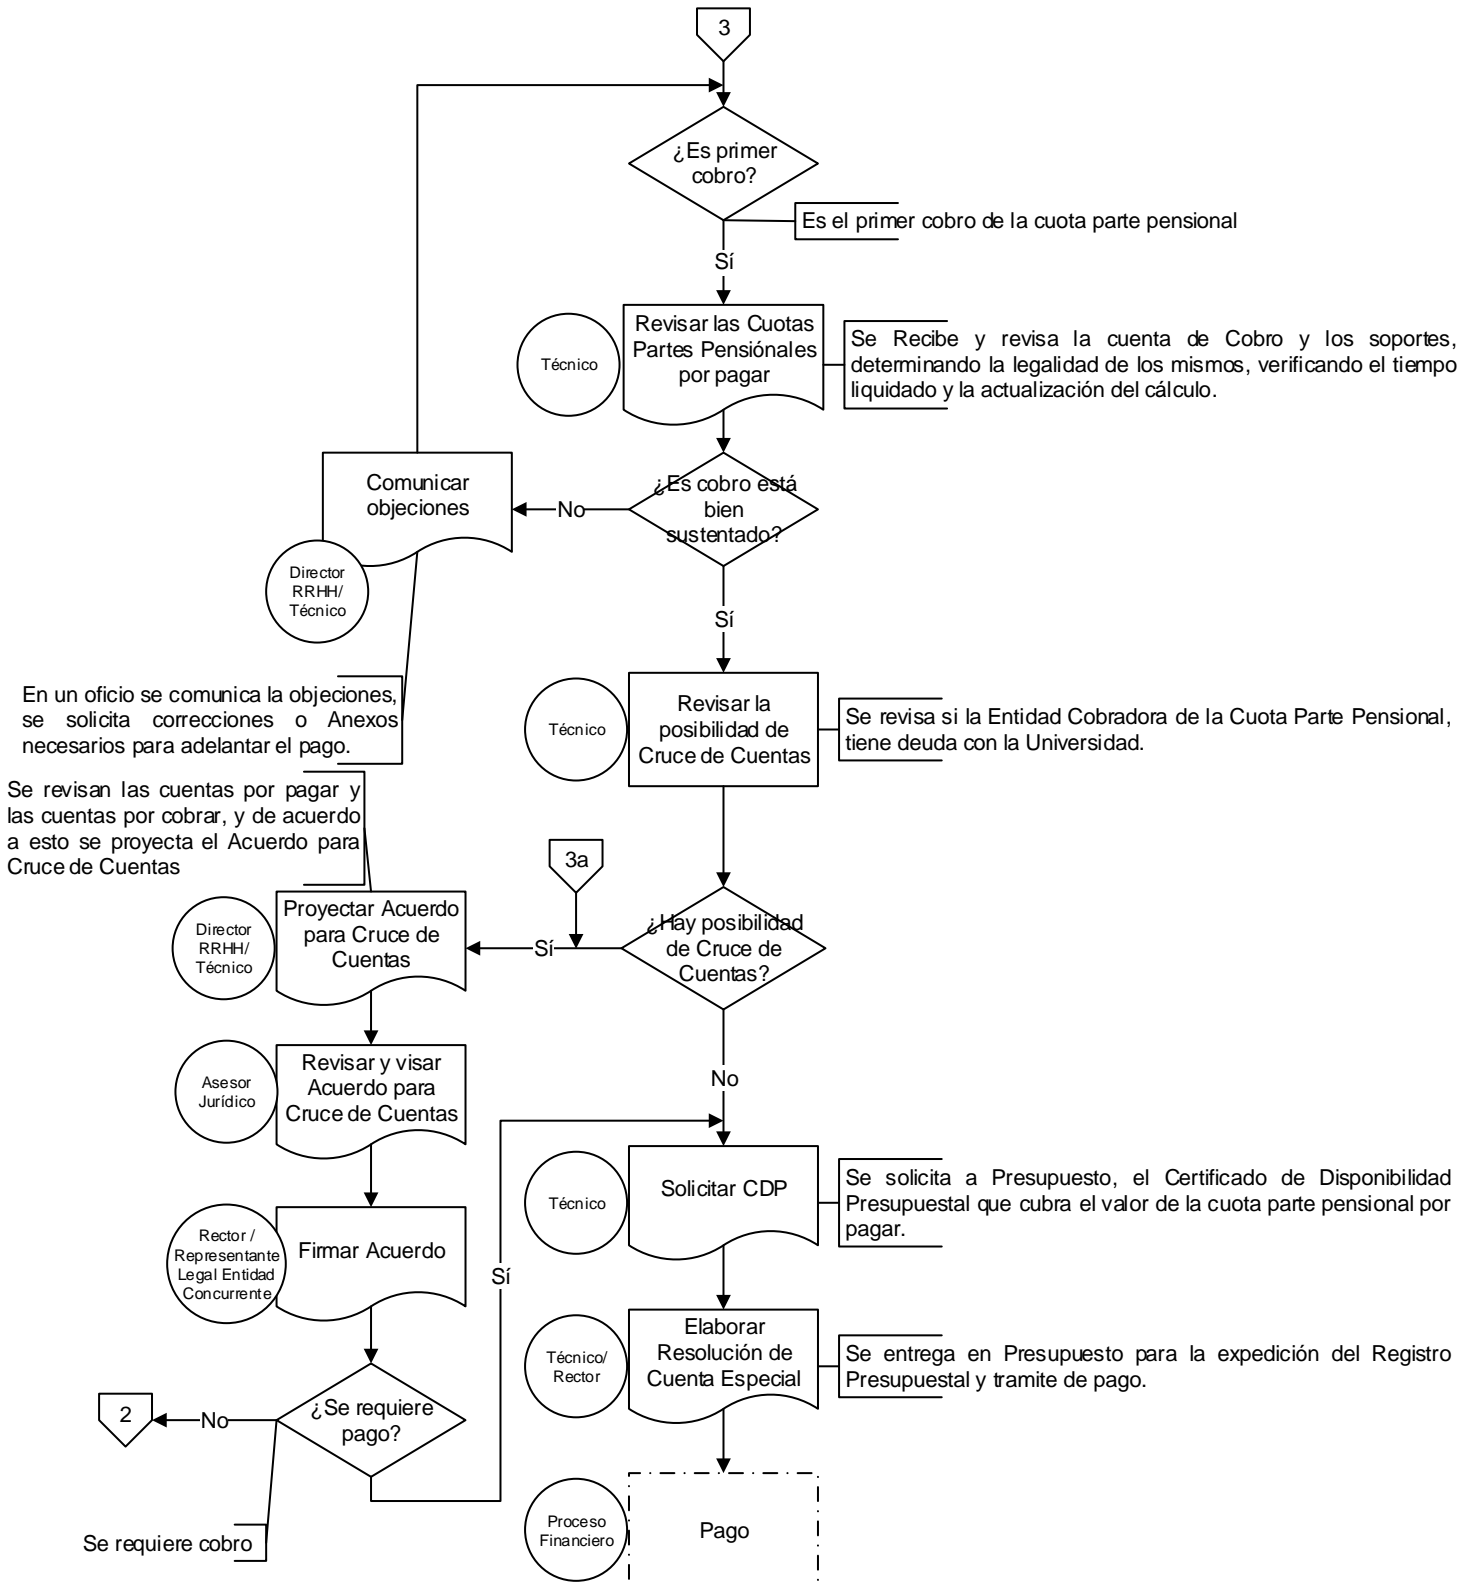 3
¿Es primer
cobro?
Es el primer cobro de la cuota parte pensional
Sí
Técnico
Revisar las Cuotas
Partes Pensiónales
por pagar
Se Recibe y revisa la cuenta de Cobro y los soportes,
determinando la legalidad de los mismos, verificando el tiempo
liquidado y la actualización del cálculo.
Comunicar
objeciones
No
¿Es cobro está
bien
sustentado?
Director
RRHH/
Técnico
Sí
En un oficio se comunica la objeciones,
se solicita correcciones o Anexos
necesarios para adelantar el pago.
Técnico
Revisar la
posibilidad de
Cruce de Cuentas
Se revisa si la Entidad Cobradora de la Cuota Parte Pensional,
tiene deuda con la Universidad.
Se revisan las cuentas por pagar y
las cuentas por cobrar, y de acuerdo
a esto se proyecta el Acuerdo para
Cruce de Cuentas
3a
Director
RRHH/
Técnico
Proyectar Acuerdo
para Cruce de
Cuentas
Sí
¿Hay posibilidad
de Cruce de
Cuentas?
Asesor
Jurídico
Revisar y visar
Acuerdo para
Cruce de Cuentas
No
Técnico
Solicitar CDP
Se solicita a Presupuesto, el Certificado de Disponibilidad
Presupuestal que cubra el valor de la cuota parte pensional por
pagar.
Rector /
Representante
Legal Entidad
Concurrente
Firmar Acuerdo
Sí
Técnico/
Rector
Elaborar
Resolución de
Cuenta Especial
Se entrega en Presupuesto para la expedición del Registro
Presupuestal y tramite de pago.
2
No
¿Se requiere
pago?
Se requiere cobro
Proceso
Financiero
Pago